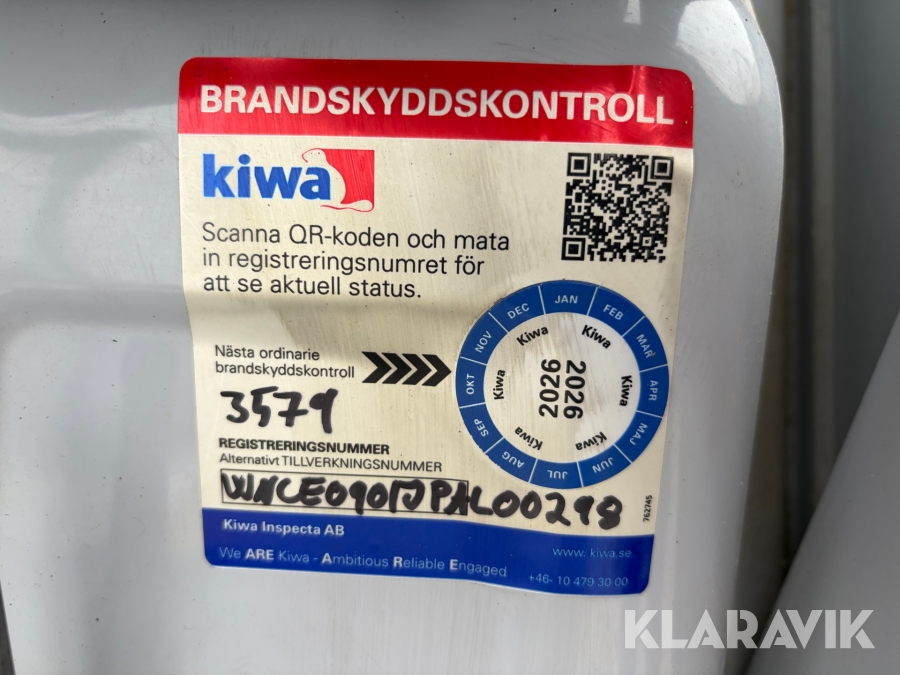 BRANDSKYDDSKONTROLL
kiwa
Scanna QR-koden och mata
in registreringsnumret för
att se aktuell status.
Nästa ordinarie
brandskyddskontroll
JAN FEB MAR APR MAJ JUN JUL AUG SEP OKT NOV DEC
Kiwa Kiwa Kiwa Kiwa Kiwa Kiwa
2026 2026
3579
REGISTRERINGSNUMMER
Alternativt TILLVERKNINGSNUMMER
762745
Kiwa Inspecta AB
www.kiwa.se
We ARE Kiwa - Ambitious Reliable Engaged
+46- 10 479 30 00
KLARAVIK